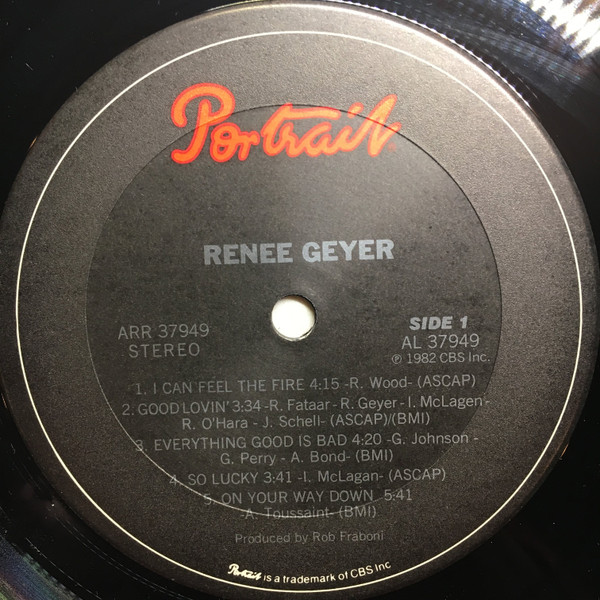 Portrait
RENEE GEYER
ARR 37949
STEREO
SIDE 1
AL 37949
℗ 1982 CBS Inc.
1. I CAN FEEL THE FIRE 4:15 -R. Wood- (ASCAP)
2. GOOD LOVIN' 3:34 -R. Fataar - R. Geyer - I. McLagen -
R. O'Hara - J. Schell- (ASCAP)/(BMI)
3. EVERYTHING GOOD IS BAD 4:20 -G. Johnson -
G. Perry - A. Bond- (BMI)
4. SO LUCKY 3:41 -I. McLagan- (ASCAP)
5. ON YOUR WAY DOWN 5:41
-A. Toussaint- (BMI)
Produced by Rob Fraboni
Portrait is a trademark of CBS Inc